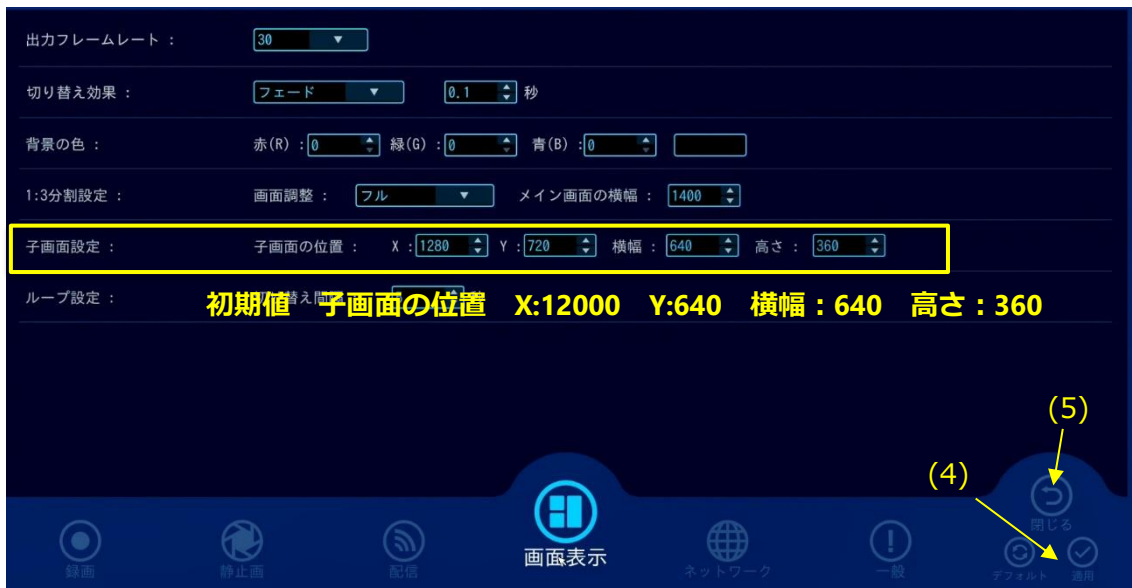 出力フレームレート : 30
切り替え効果 : フェード 0.1 秒
背景の色 : 赤(R) :0 緑(G) :0 青(B) :0
1:3分割設定 : 画面調整 : フル メイン画面の横幅 : 1400
子画面設定 : 子画面の位置 : X :1280 Y :720 横幅 : 640 高さ : 360
ループ設定 :
初期値 子画面の位置 X:12000 Y:640 横幅:640 高さ:360
(5)
(4)
閉じる
録画 静止画 配信 画面表示 ネットワーク 一般 デフォルト 適用